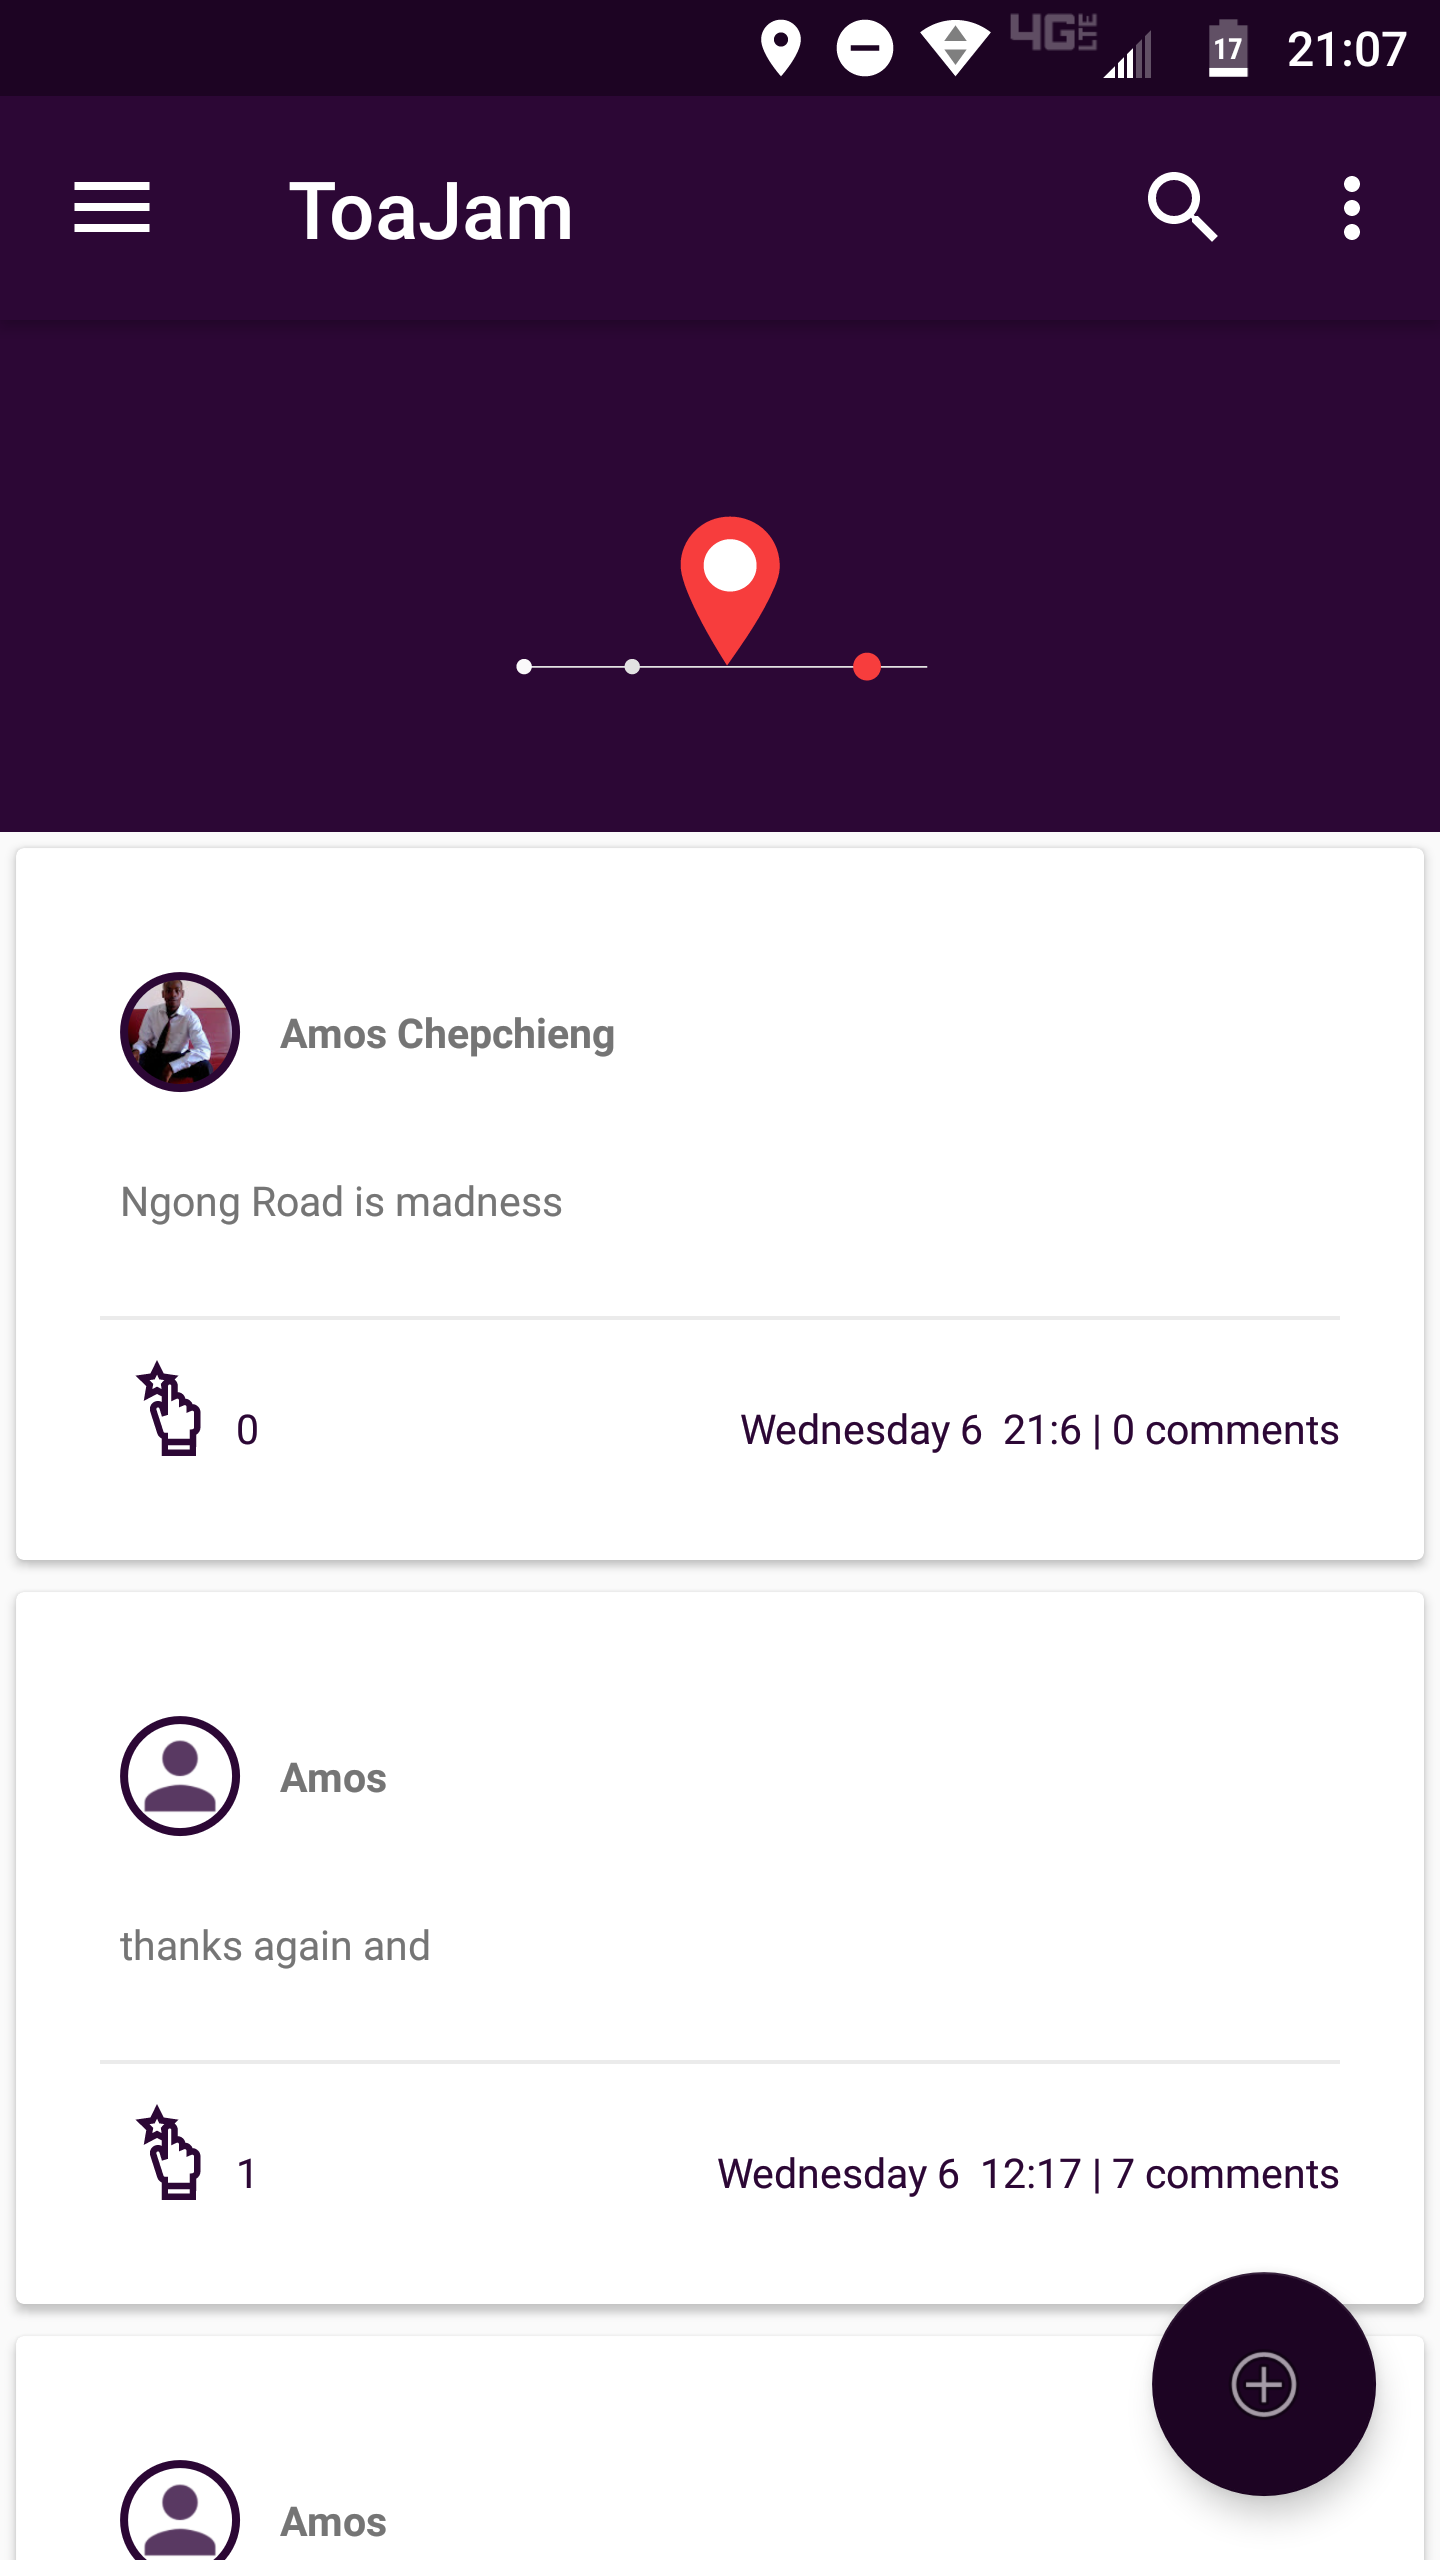 4G LTE 17 21:07
ToaJam
Amos Chepchieng
Ngong Road is madness
0 Wednesday 6  21:6 | 0 comments
Amos
thanks again and
1 Wednesday 6  12:17 | 7 comments
Amos